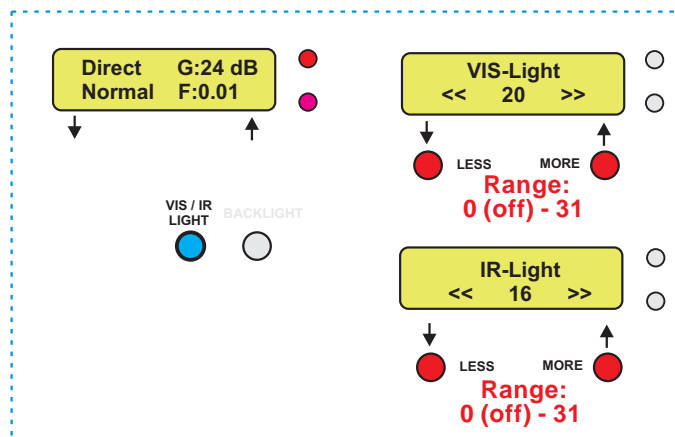 Direct G:24 dB
Normal F:0.01
VIS / IR
LIGHT
BACKLIGHT
VIS-Light
<< 20 >>
LESS MORE
Range:
0 (off) - 31
IR-Light
<< 16 >>
LESS MORE
Range:
0 (off) - 31